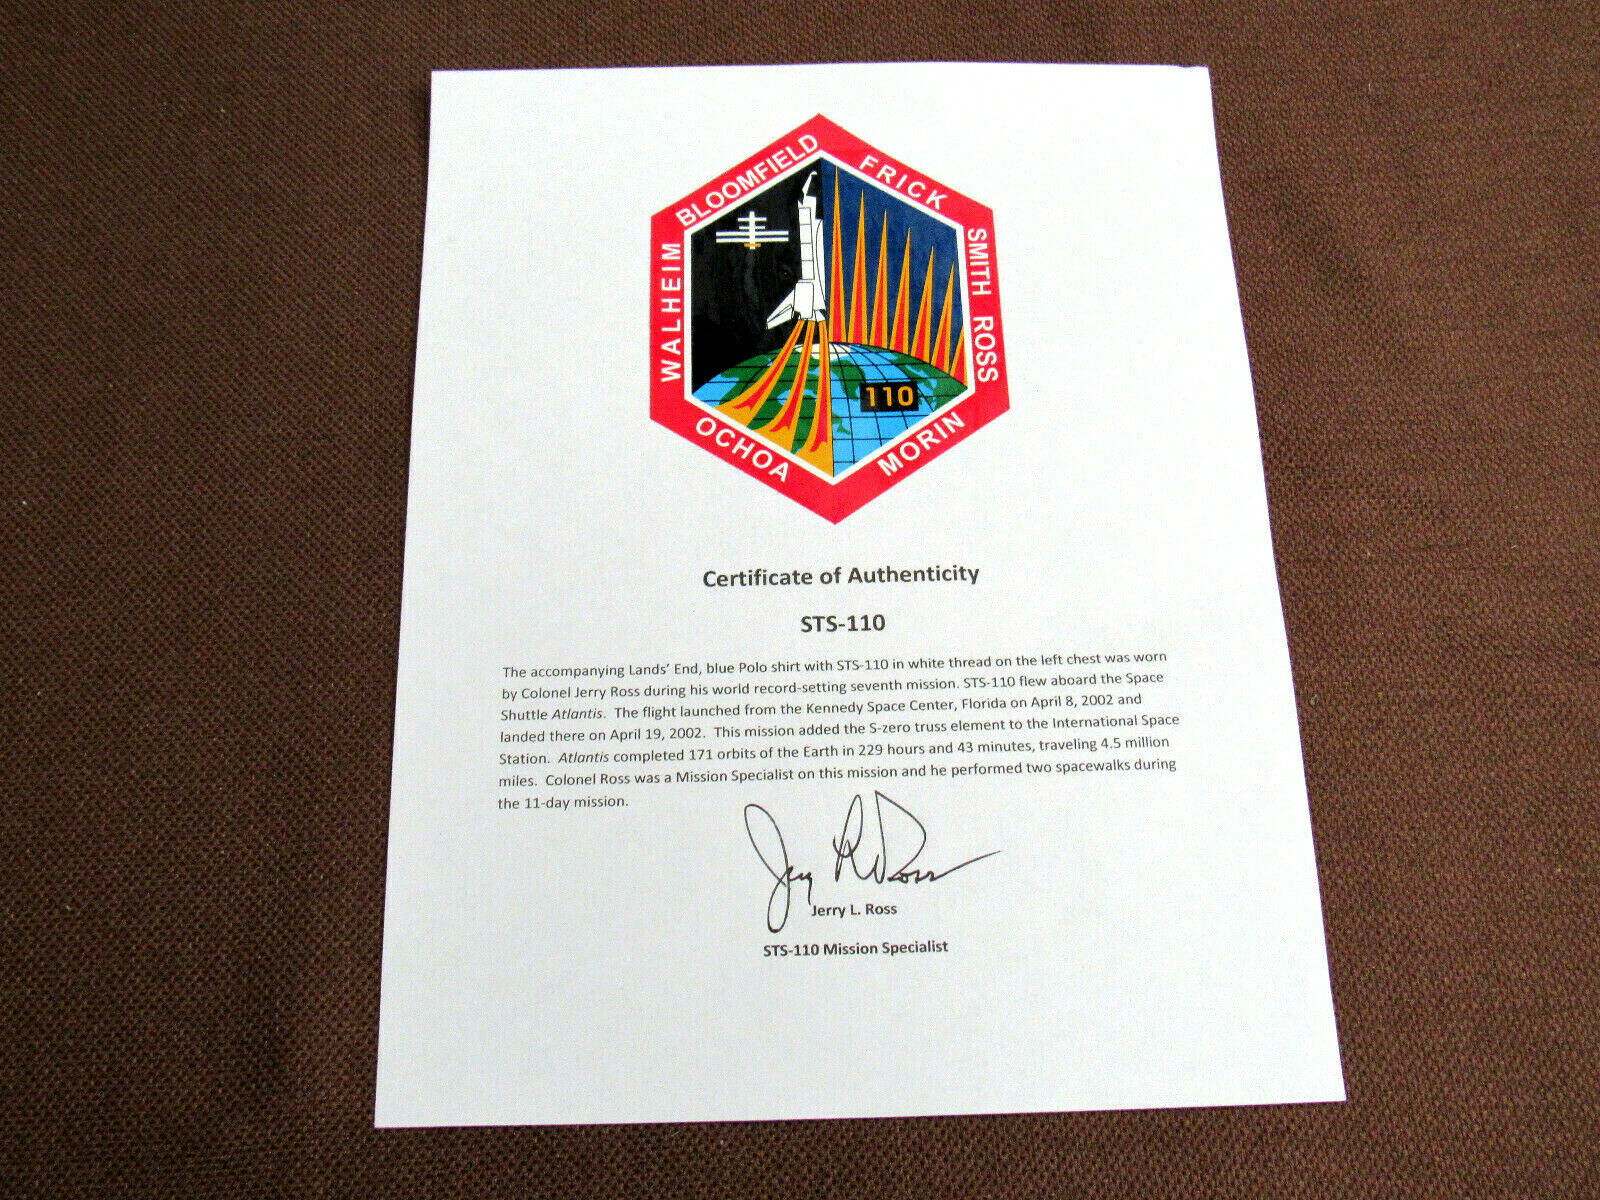 BLOOMFIELD
FRICK
SMITH ROSS
WALHEIM
110
OCHOA
MORIN
Certificate of Authenticity
STS-110
The accompanying Lands' End, blue Polo shirt with STS-110 in white thread on the left chest was worn
by Colonel Jerry Ross during his world record-setting seventh mission. STS-110 flew aboard the Space
Shuttle Atlantis. The flight launched from the Kennedy Space Center, Florida on April 8, 2002 and
landed there on April 19, 2002. This mission added the S-zero truss element to the International Space
Station. Atlantis completed 171 orbits of the Earth in 229 hours and 43 minutes, traveling 4.5 million
miles. Colonel Ross was a Mission Specialist on this mission and he performed two spacewalks during
the 11-day mission.
Jerry L Ross
Jerry L. Ross
STS-110 Mission Specialist